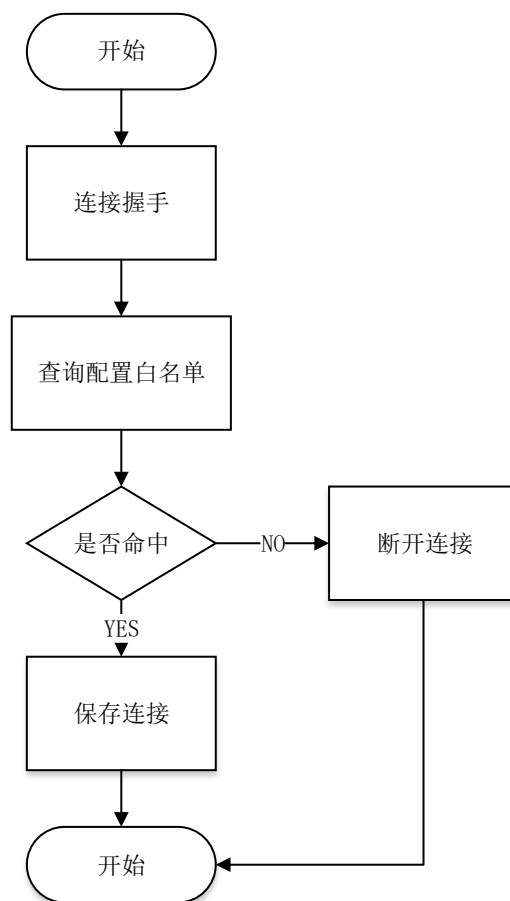 开始
连接握手
查询配置白名单
是否命中
NO
断开连接
YES
保存连接
开始